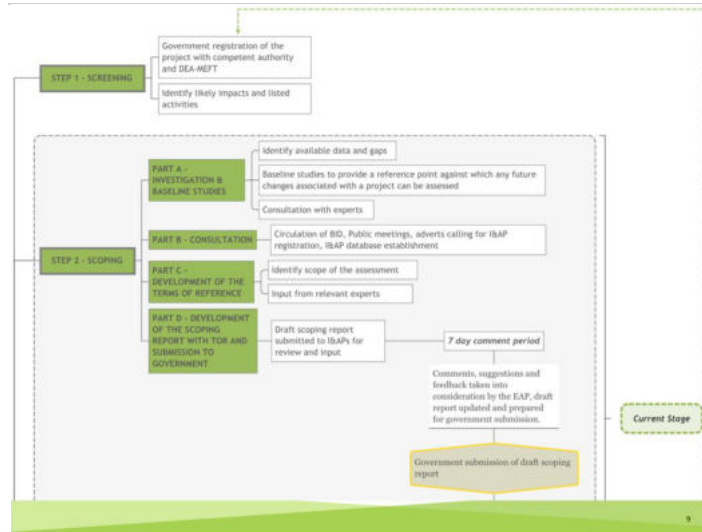 Government registration of the
project with competent authority
and DEA-MEFT
STEP 1 - SCREENING
Identify likely impacts and listed
activities
Identify available data and gaps
PART A -
INVESTIGATION &
BASELINE STUDIES
Baseline studies to provide a reference point against which any future
changes associated with a project can be assessed
Consultation with experts
PART B - CONSULTATION
Circulation of BID, Public meetings, adverts calling for I&AP
registration, I&AP database establishment
STEP 2 - SCOPING
PART C -
DEVELOPMENT OF THE
TERMS OF REFERENCE
Identify scope of the assessment
Input from relevant experts
PART D - DEVELOPMENT
OF THE SCOPING
REPORT WITH TOR AND
SUBMISSION TO
GOVERNMENT
Draft scoping report
submitted to I&APs for
review and input
7 day comment period
Comments, suggestions and
feedback taken into
consideration by the EAP, draft
report updated and prepared
for government submission.
Current Stage
Government submission of draft scoping
report
9